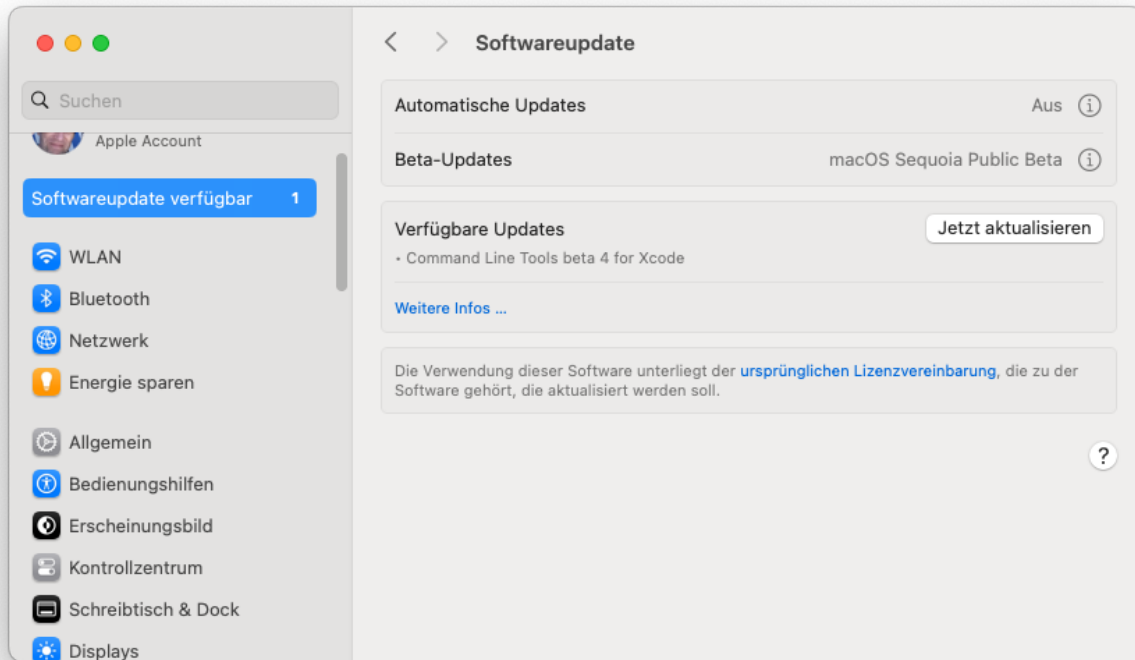 Suchen
Apple Account
Softwareupdate verfügbar 1
WLAN
Bluetooth
Netzwerk
Energie sparen
Allgemein
Bedienungshilfen
Erscheinungsbild
Kontrollzentrum
Schreibtisch & Dock
Displays
Softwareupdate
Automatische Updates Aus
Beta-Updates macOS Sequoia Public Beta
Verfügbare Updates Jetzt aktualisieren
• Command Line Tools beta 4 for Xcode
Weitere Infos ...
Die Verwendung dieser Software unterliegt der ursprünglichen Lizenzvereinbarung, die zu der
Software gehört, die aktualisiert werden soll.
?